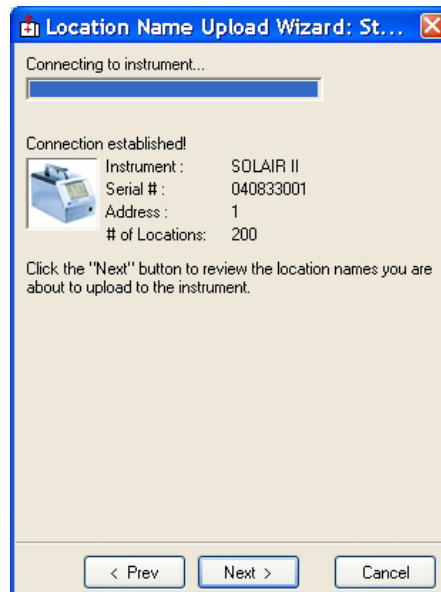 Location Name Upload Wizard: St...
Connecting to instrument...
Connection established!
Instrument : SOLAIR II
Serial # : 040833001
Address : 1
# of Locations: 200
Click the "Next" button to review the location names you are
about to upload to the instrument.
< Prev Next > Cancel